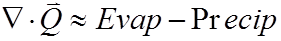 ∇ · Q⃗ ≈ Evap − Precip